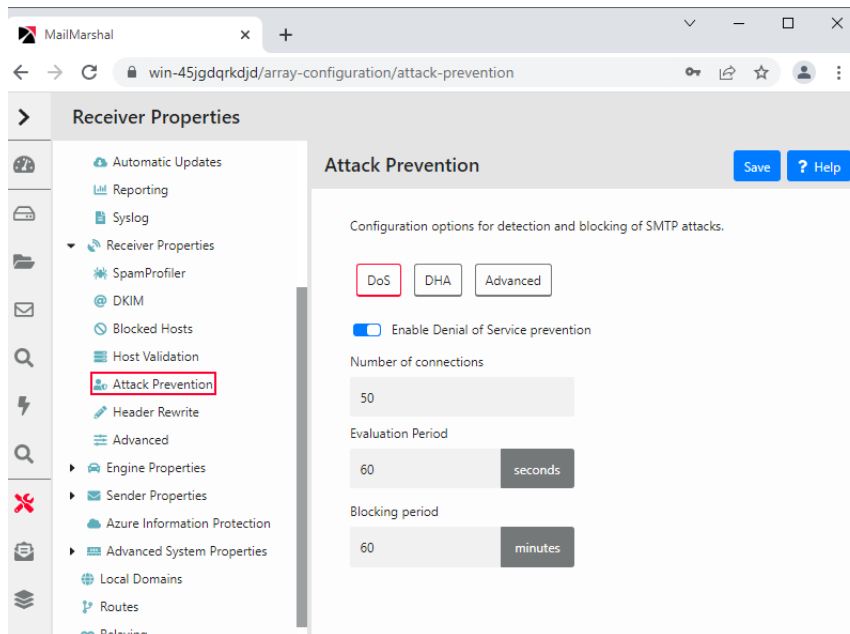 MailMarshal
win-45jgdqrkdjd/array-configuration/attack-prevention
Receiver Properties
Automatic Updates
Reporting
Syslog
Receiver Properties
SpamProfiler
@ DKIM
Blocked Hosts
Host Validation
Attack Prevention
Header Rewrite
Advanced
Engine Properties
Sender Properties
Azure Information Protection
Advanced System Properties
Local Domains
Routes
Attack Prevention
Save
? Help
Configuration options for detection and blocking of SMTP attacks.
DoS DHA Advanced
Enable Denial of Service prevention
Number of connections
50
Evaluation Period
60 seconds
Blocking period
60 minutes